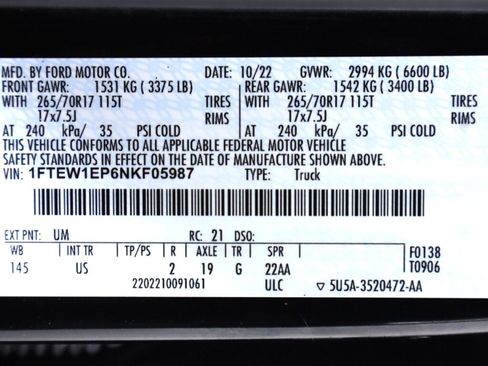 MFD. BY FORD MOTOR CO. DATE: 10/22 GVWR: 2994 KG ( 6600 LB)
FRONT GAWR: 1531 KG ( 3375 LB) REAR GAWR: 1542 KG ( 3400 LB)
WITH 265/70R17 115T TIRES WITH 265/70R17 115T TIRES
17x7.5J RIMS 17x7.5J RIMS
AT 240 kPa/ 35 PSI COLD AT 240 kPa/ 35 PSI COLD
THIS VEHICLE CONFORMS TO ALL APPLICABLE FEDERAL MOTOR VEHICLE
SAFETY STANDARDS IN EFFECT ON THE DATE OF MANUFACTURE SHOWN ABOVE.
VIN: 1FTEW1EP6NKF05987 TYPE: Truck
EXT PNT: UM RC: 21 DSO:
WB INT TR TP/PS R AXLE TR SPR F0138
145 US 2 19 G 22AA T0906
2202210091061 ULC ▽ 5U5A-3520472-AA